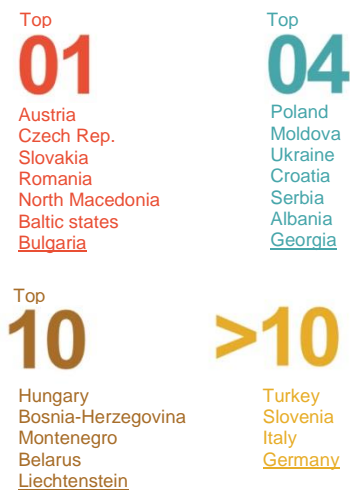 Top
01
Austria
Czech Rep.
Slovakia
Romania
North Macedonia
Baltic states
Bulgaria
Top
04
Poland
Moldova
Ukraine
Croatia
Serbia
Albania
Georgia
Top
10
Hungary
Bosnia-Herzegovina
Montenegro
Belarus
Liechtenstein
>10
Turkey
Slovenia
Italy
Germany